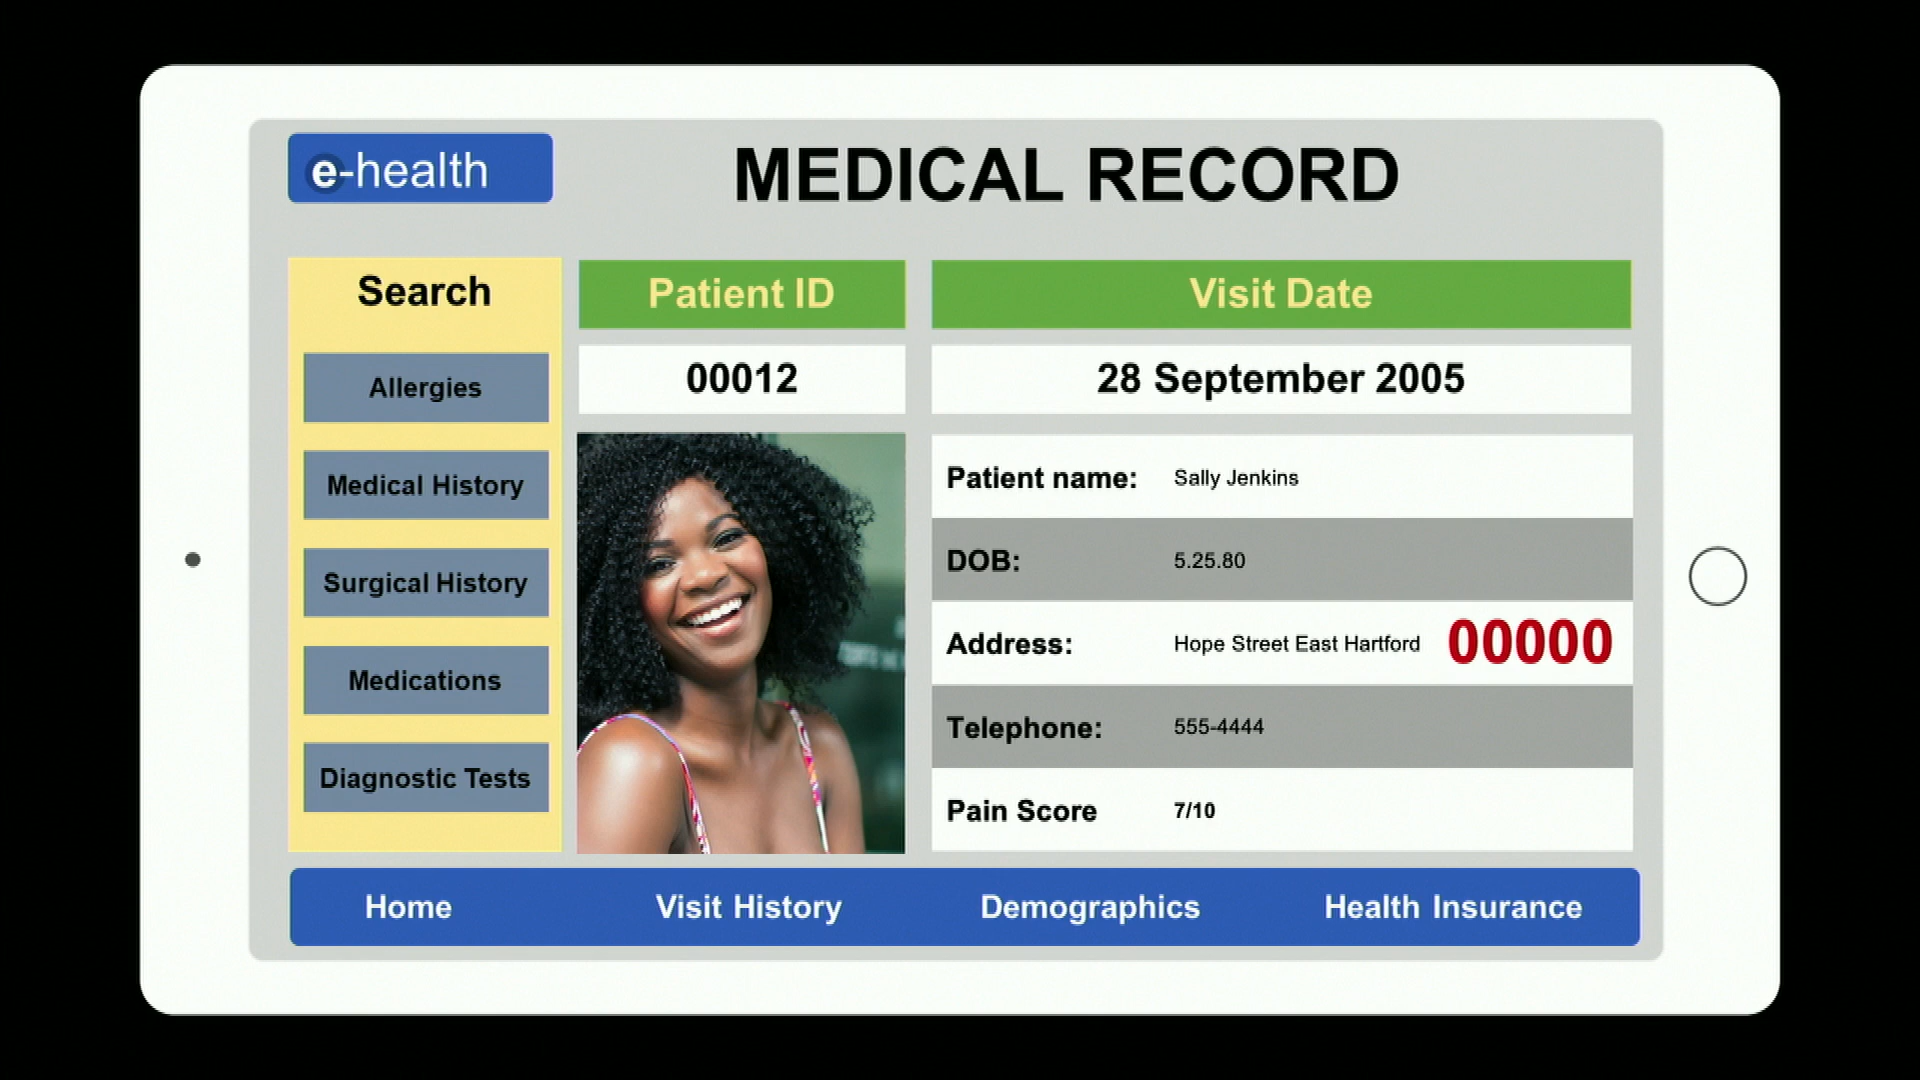 e-health
MEDICAL RECORD
Search
Allergies
Medical History
Surgical History
Medications
Diagnostic Tests
Patient ID
00012
Visit Date
28 September 2005
Patient name: Sally Jenkins
DOB: 5.25.80
Address: Hope Street East Hartford 00000
Telephone: 555-4444
Pain Score 7/10
Home Visit History Demographics Health Insurance